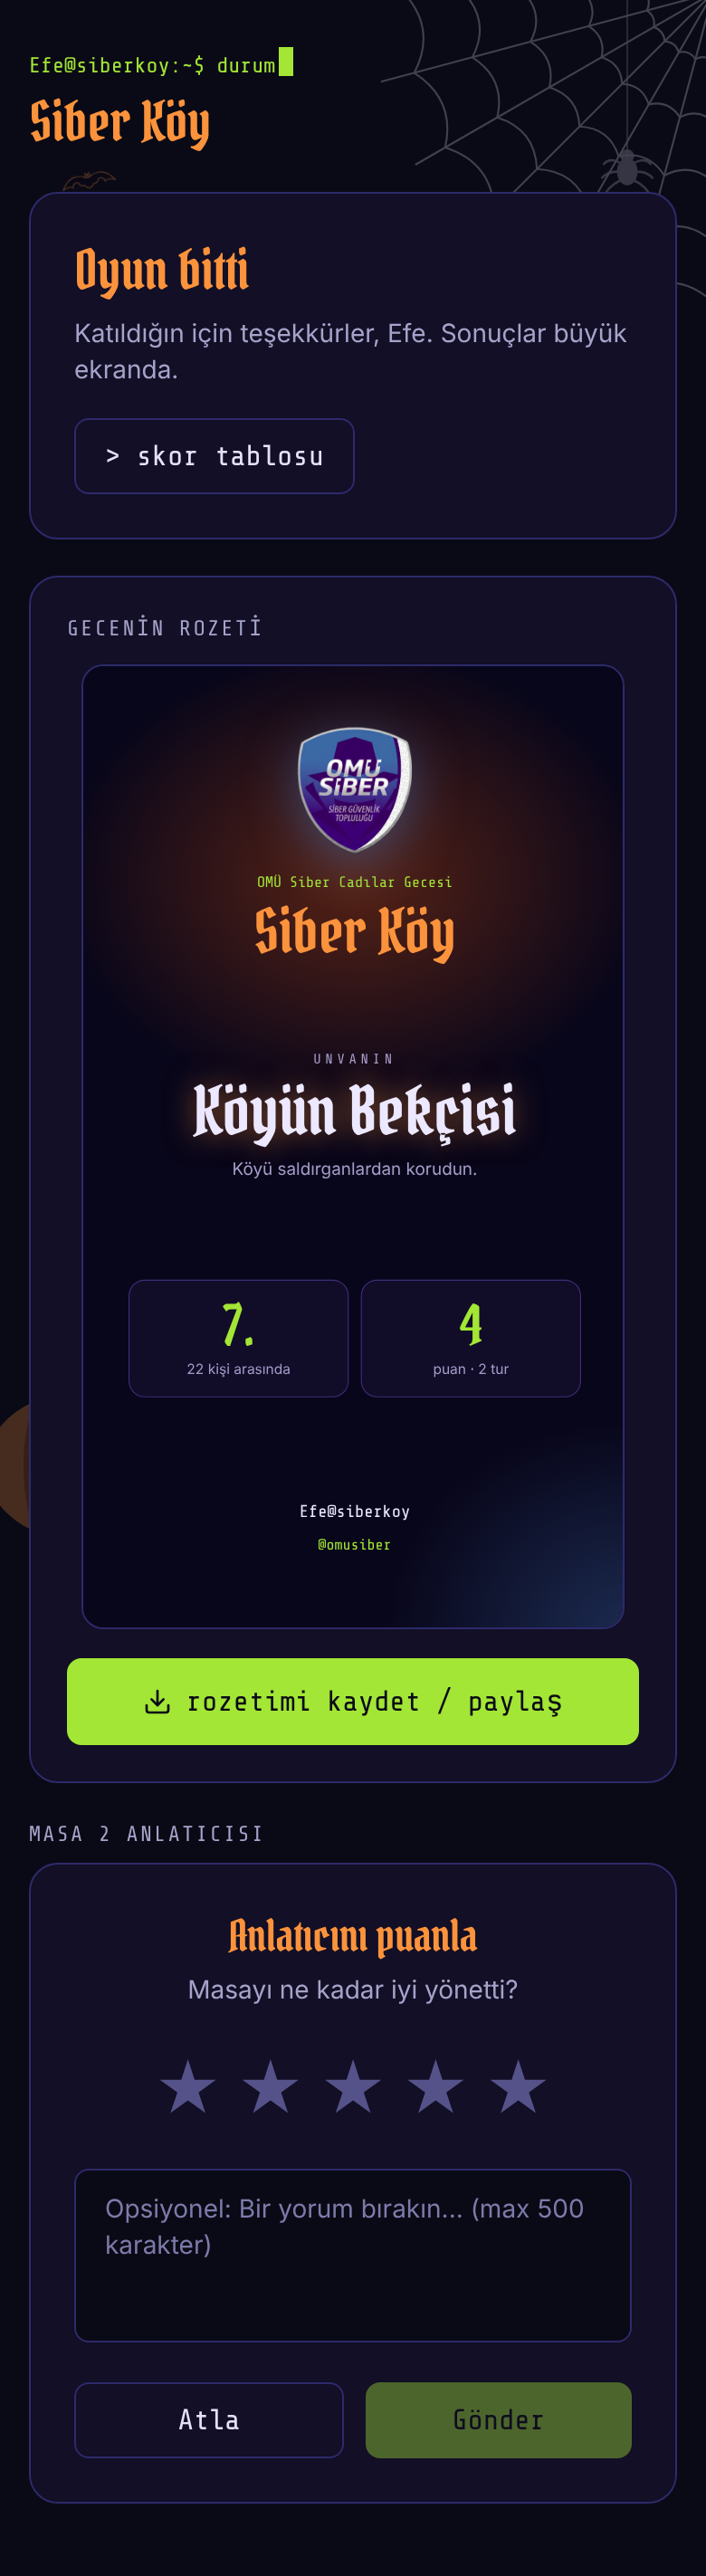 Efe@siberkoy:~$ durum
Siber Köy
Oyun bitti
Katıldığın için teşekkürler, Efe. Sonuçlar büyük
ekranda.
> skor tablosu
GECENİN ROZETİ
OMÜ
SİBER
SİBER GÜVENLİK
TOPLULUĞU
OMÜ Siber Cadılar Gecesi
Siber Köy
UNVANIN
Köyün Bekçisi
Köyü saldırganlardan korudun.
7.
22 kişi arasında
4
puan · 2 tur
Efe@siberkoy
@omusiber
rozetimi kaydet / paylaş
MASA 2 ANLATICISI
Anlatıcını puanla
Masayı ne kadar iyi yönetti?
Opsiyonel: Bir yorum bırakın... (max 500
karakter)
Atla
Gönder